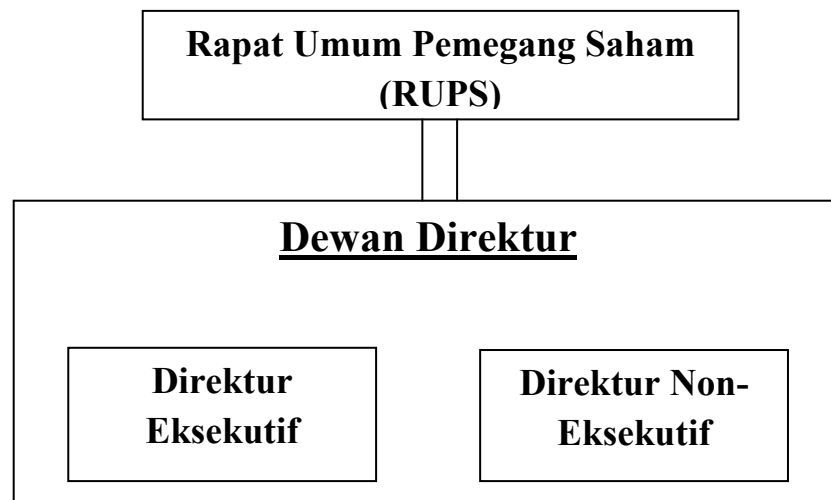 Rapat Umum Pemegang Saham
(RUPS)
Dewan Direktur
Direktur
Eksekutif
Direktur Non-
Eksekutif